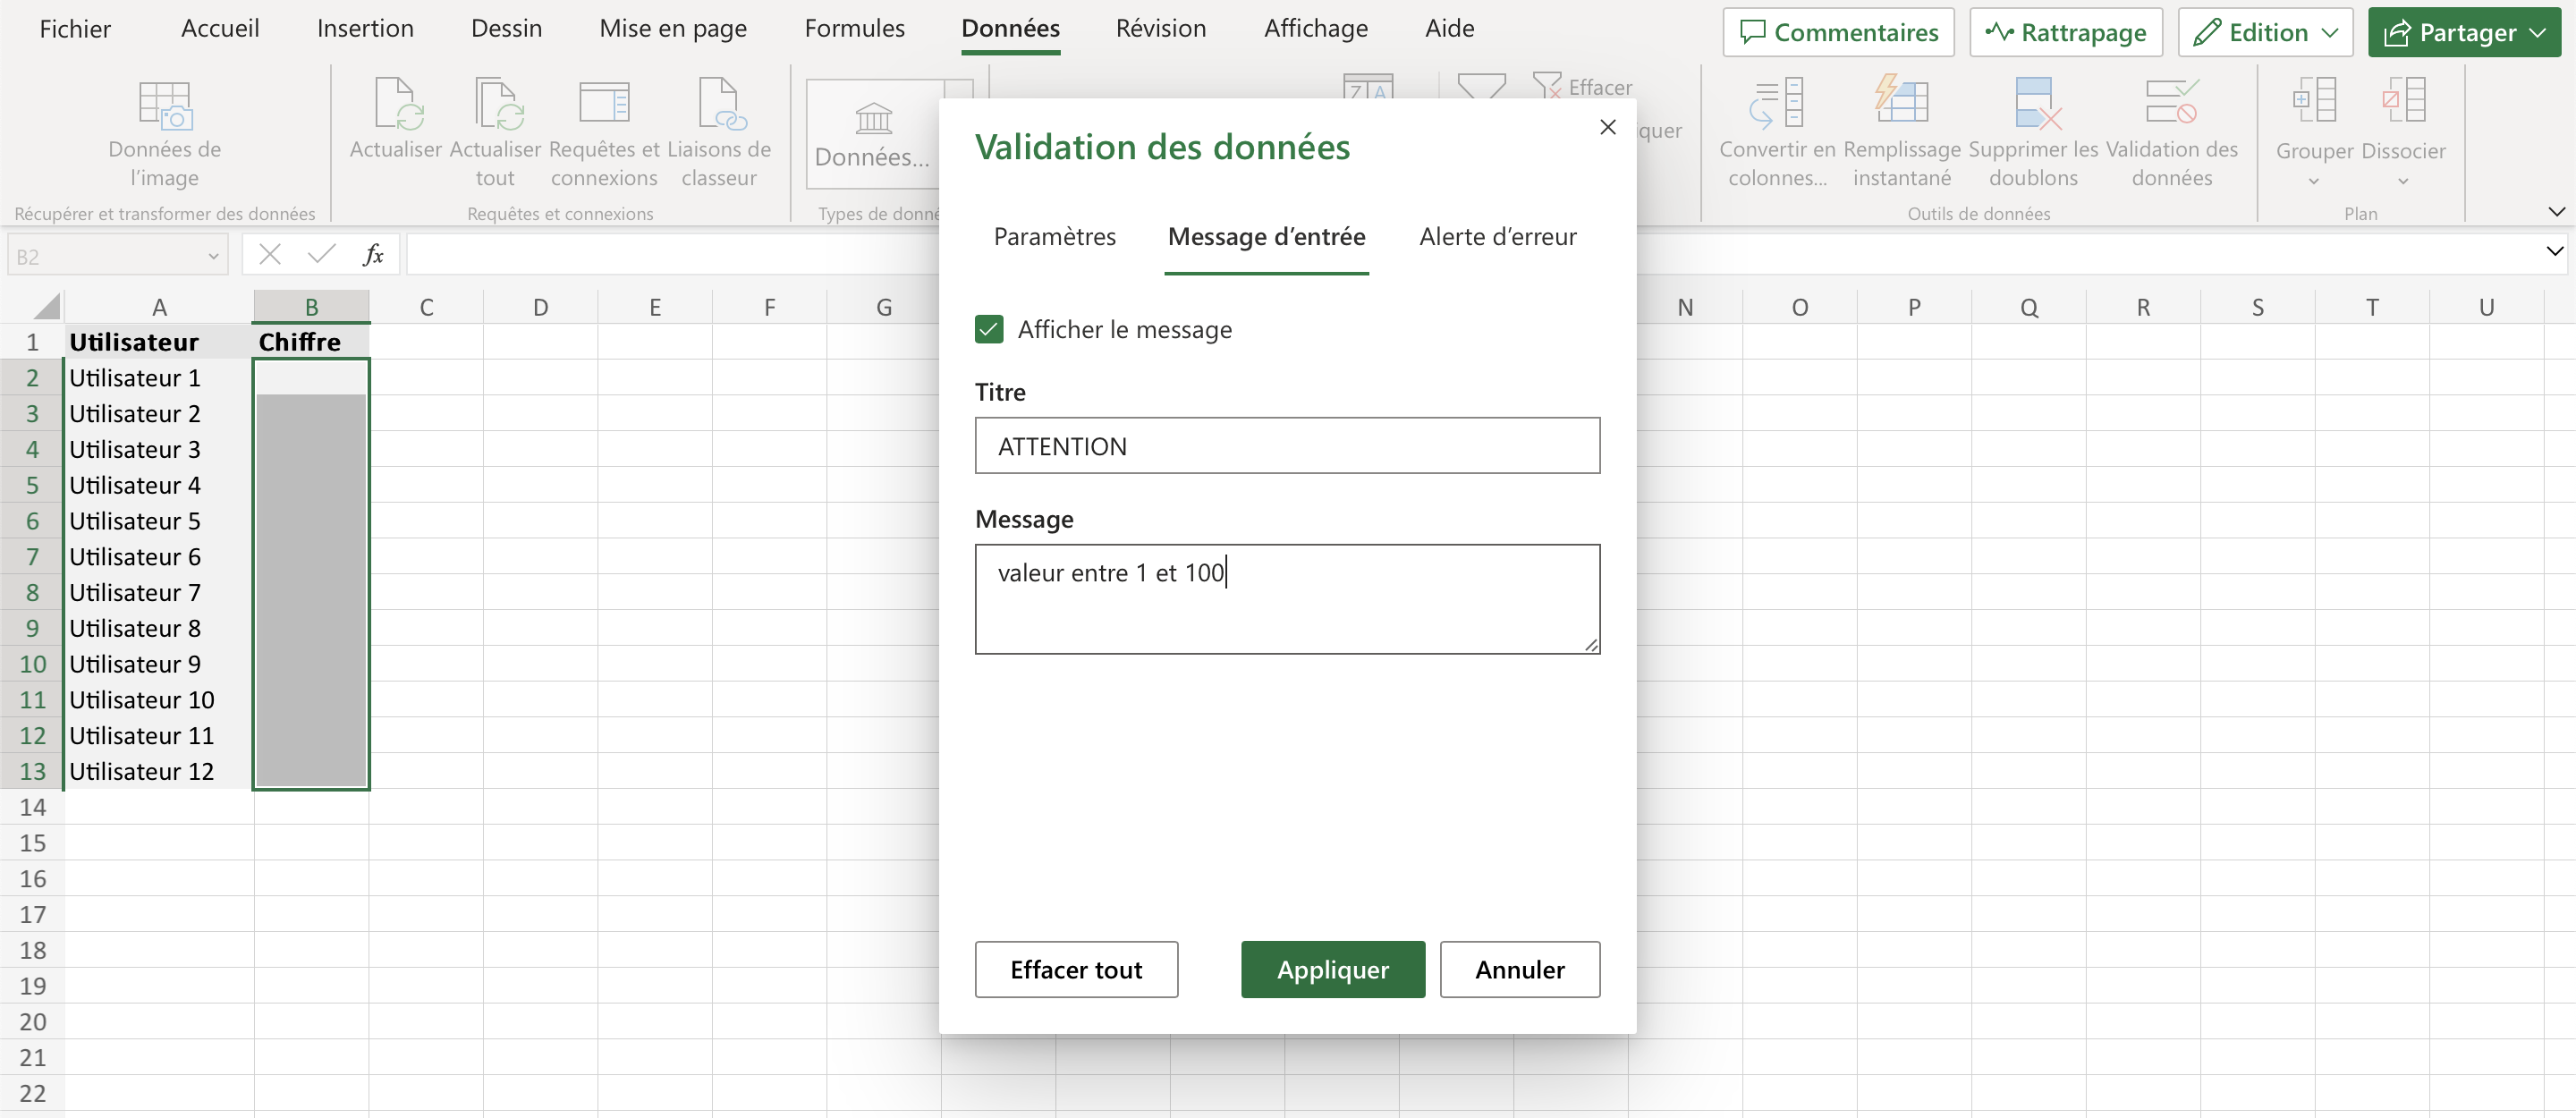 Fichier Accueil Insertion Dessin Mise en page Formules Données Révision Affichage Aide
Commentaires Rattrapage Edition Partager
Données de l’image
Récupérer et transformer des données
Actualiser
Actualiser tout
Requêtes et connexions
Liaisons de classeur
Requêtes et connexions
Données...
Types de donné
Z A
Effacer
iquer
Convertir en colonnes...
Remplissage instantané
Supprimer les doublons
Validation des données
Outils de données
Grouper
Dissocier
Plan
B2
fx
A B C D E F G N O P Q R S T U
1 Utilisateur Chiffre
2 Utilisateur 1
3 Utilisateur 2
4 Utilisateur 3
5 Utilisateur 4
6 Utilisateur 5
7 Utilisateur 6
8 Utilisateur 7
9 Utilisateur 8
10 Utilisateur 9
11 Utilisateur 10
12 Utilisateur 11
13 Utilisateur 12
14
15
16
17
18
19
20
21
22
Validation des données
Paramètres Message d’entrée Alerte d’erreur
Afficher le message
Titre
ATTENTION
Message
valeur entre 1 et 100
Effacer tout Appliquer Annuler